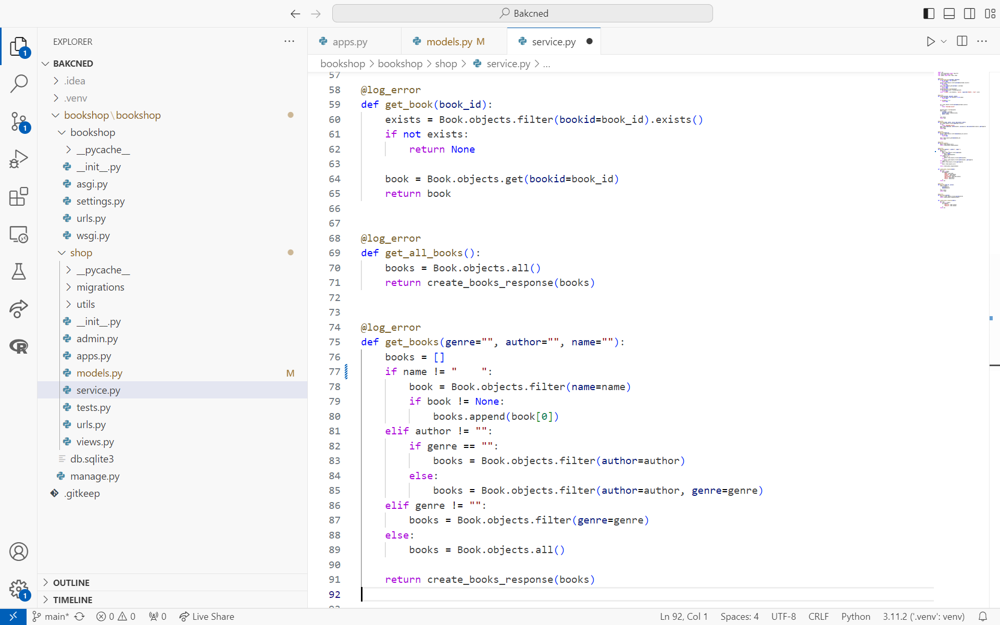 Bakcned
EXPLORER
apps.py
models.py M
service.py
bookshop > bookshop > shop > service.py > ...
BAKCNED
.idea
.venv
bookshop\bookshop
bookshop
__pycache__
__init__.py
asgi.py
settings.py
urls.py
wsgi.py
shop
__pycache__
migrations
utils
__init__.py
admin.py
apps.py
models.py M
service.py
tests.py
urls.py
views.py
db.sqlite3
manage.py
.gitkeep
OUTLINE
TIMELINE
1
1
1
57
58 @log_error
59 def get_book(book_id):
60     exists = Book.objects.filter(bookid=book_id).exists()
61     if not exists:
62         return None
63
64     book = Book.objects.get(bookid=book_id)
65     return book
66
67
68 @log_error
69 def get_all_books():
70     books = Book.objects.all()
71     return create_books_response(books)
72
73
74 @log_error
75 def get_books(genre="", author="", name=""):
76     books = []
77     if name != "    ":
78         book = Book.objects.filter(name=name)
79         if book != None:
80             books.append(book[0])
81     elif author != "":
82         if genre == "":
83             books = Book.objects.filter(author=author)
84         else:
85             books = Book.objects.filter(author=author, genre=genre)
86     elif genre != "":
87         books = Book.objects.filter(genre=genre)
88     else:
89         books = Book.objects.all()
90
91     return create_books_response(books)
92
main* 0 0 0 Live Share Ln 92, Col 1 Spaces: 4 UTF-8 CRLF Python 3.11.2 ('.venv': venv)